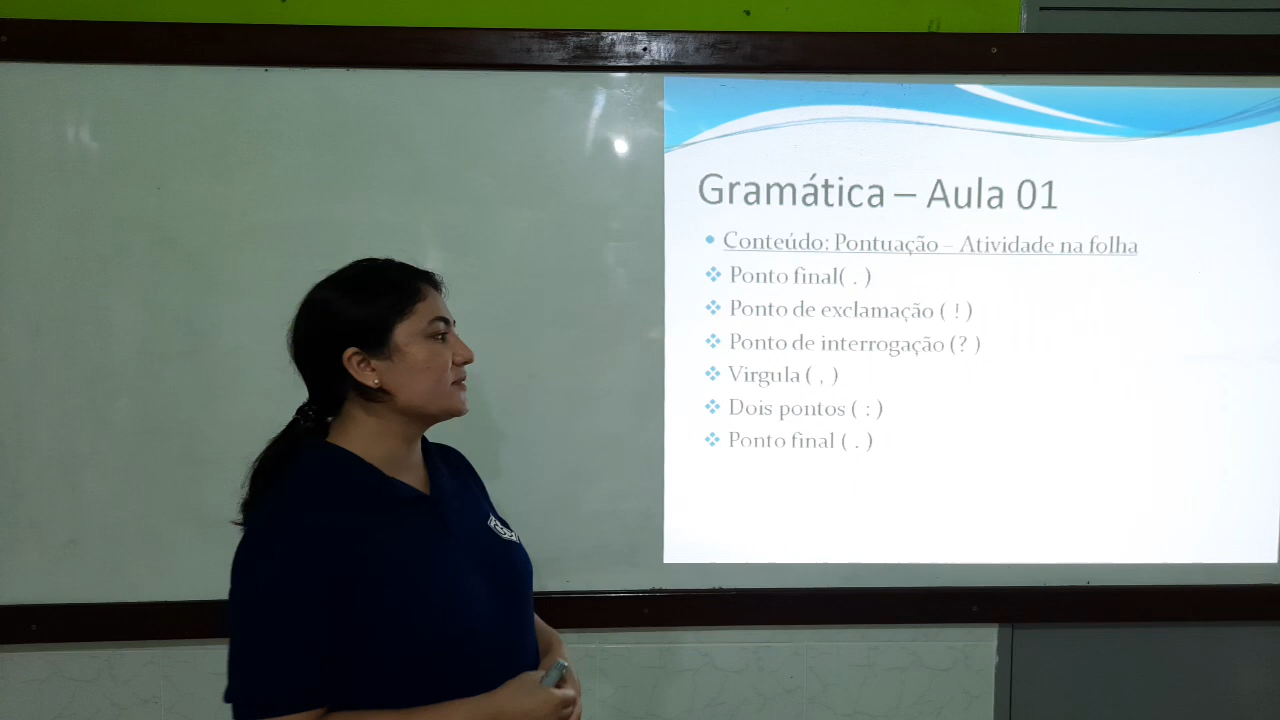 Gramática – Aula 01
Conteúdo: Pontuação – Atividade na folha
Ponto final( . )
Ponto de exclamação ( ! )
Ponto de interrogação (? )
Virgula ( , )
Dois pontos ( : )
Ponto final ( . )